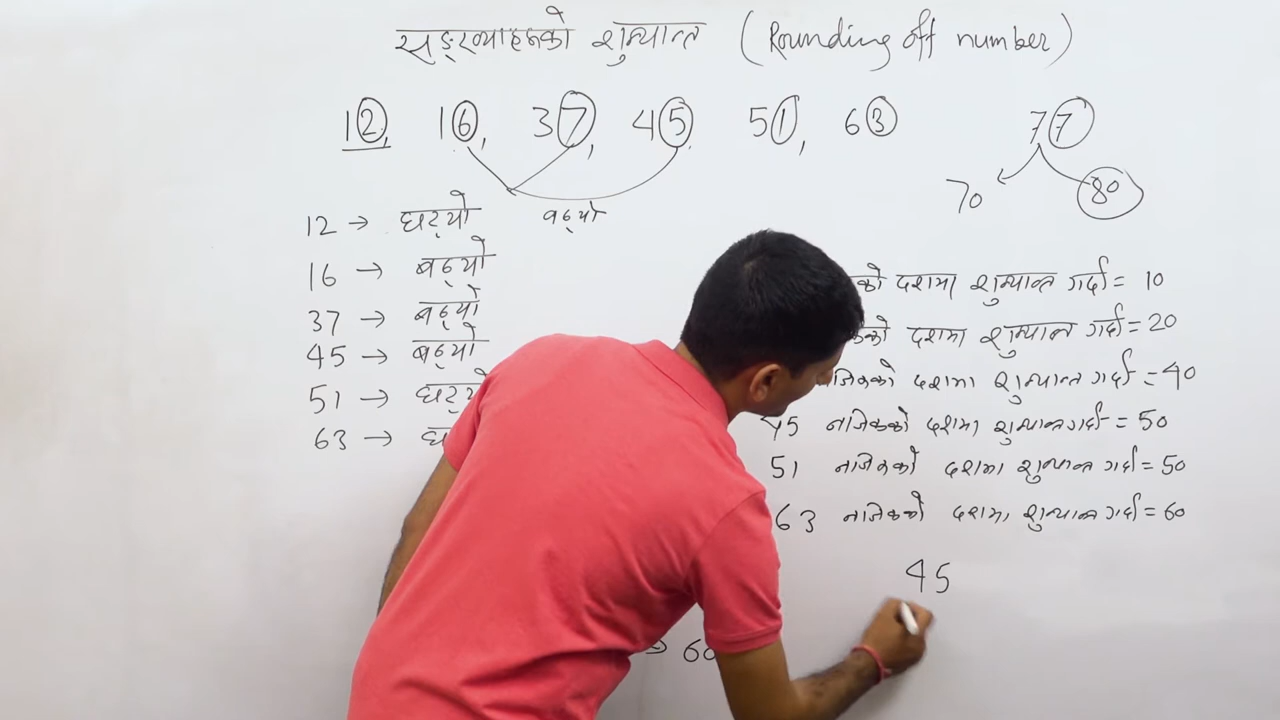 सङ्ख्याहरूको शुन्यान्त (Rounding off number)
12, 16, 37, 45, 51, 63
77
70 80
बढ्यो
12 → घट्यो
16 → बढ्यो
37 → बढ्यो
45 → बढ्यो
51 → घट्यो
63 →
को दशमा शुन्यान्त गर्दा = 10
दशमा शुन्यान्त गर्दा = 20
दशमा शुन्यान्त गर्दा = 40
45 नजिकको दशमा शुन्यान्त गर्दा = 50
51 नजिकको दशमा शुन्यान्त गर्दा = 50
63 नजिकको दशमा शुन्यान्त गर्दा = 60
45
→ 60